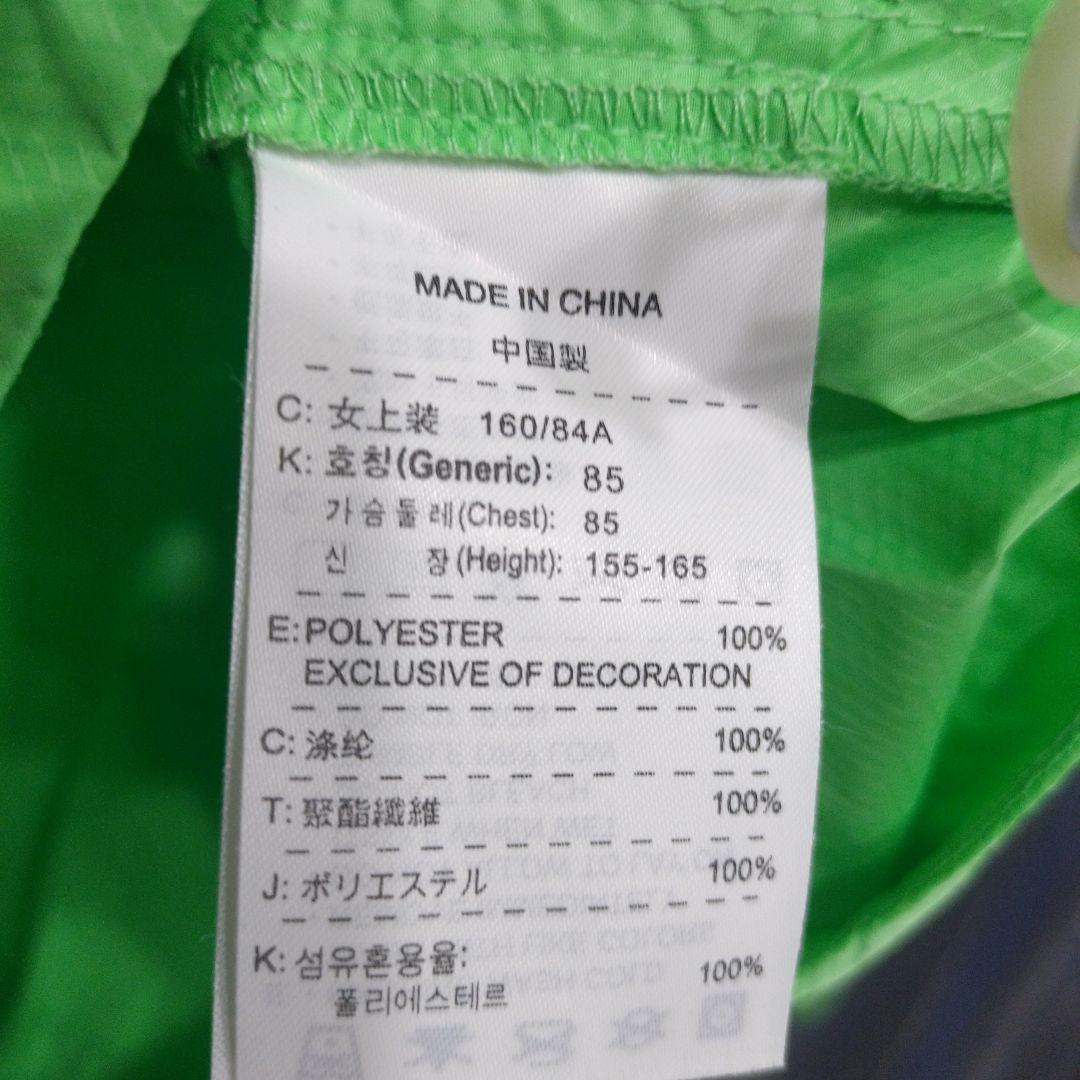 MADE IN CHINA
中国製
C: 女上装 160/84A
K: 호칭(Generic): 85
가슴둘레(Chest): 85
신 장(Height): 155-165
E:POLYESTER 100%
EXCLUSIVE OF DECORATION
C: 涤纶 100%
T: 聚酯纖維 100%
J: ポリエステル 100%
K: 섬유혼용율: 100%
폴리에스테르